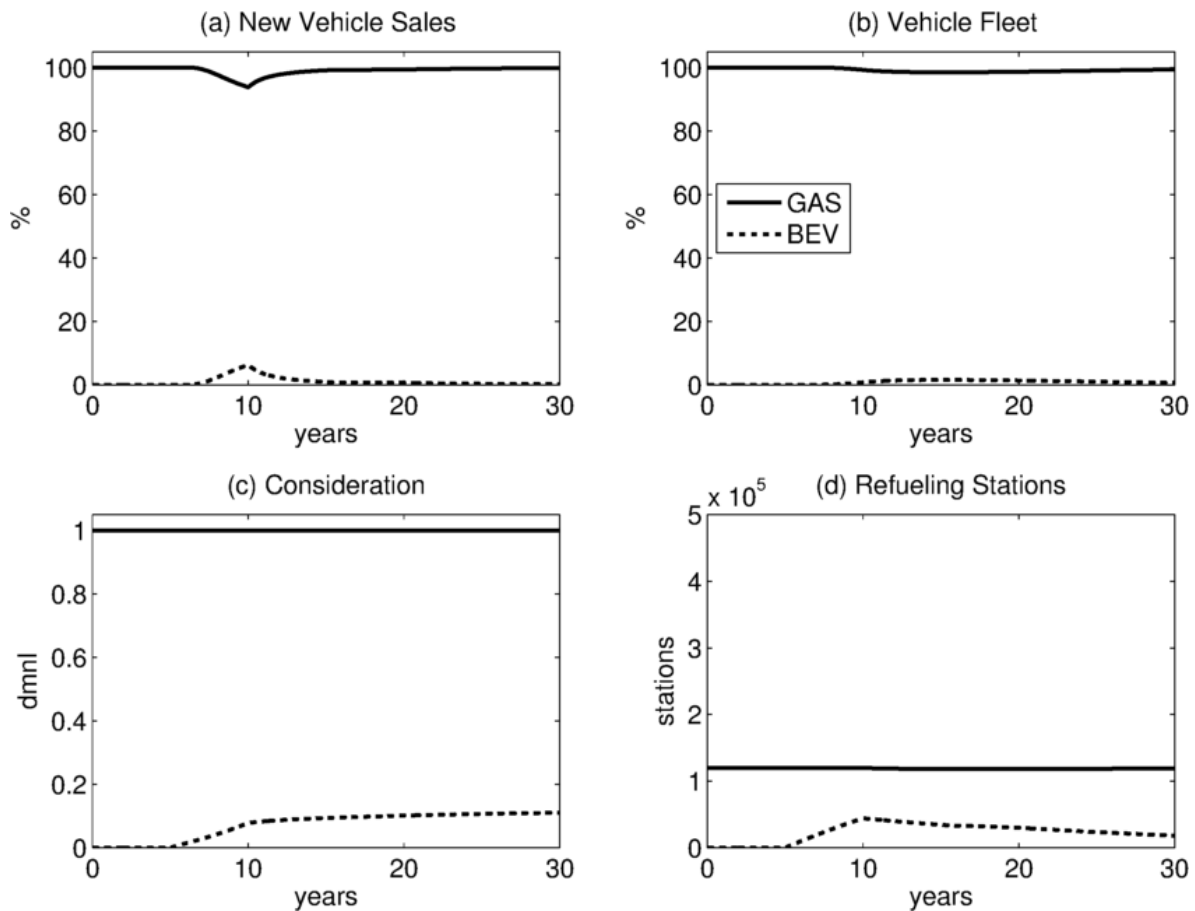 (a) New Vehicle Sales
100
80
60
40
20
0
%
0 10 20 30
years
(b) Vehicle Fleet
100
80
60
40
20
0
%
GAS
BEV
0 10 20 30
years
(c) Consideration
1
0.8
0.6
0.4
0.2
0
dmnl
0 10 20 30
years
(d) Refueling Stations
x 10^5
5
4
3
2
1
0
stations
0 10 20 30
years